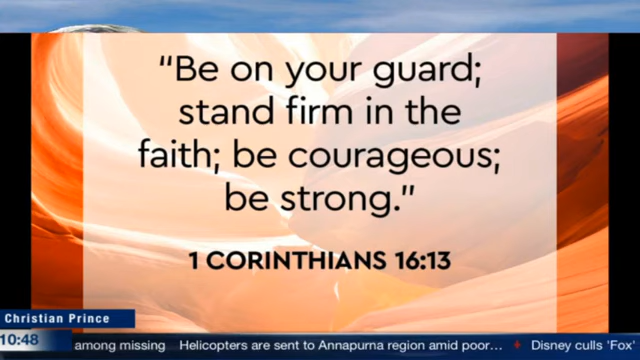 “Be on your guard;
stand firm in the
faith; be courageous;
be strong.”
1 CORINTHIANS 16:13
Christian Prince
10:48
among missing Helicopters are sent to Annapurna region amid poor… Disney culls 'Fox'